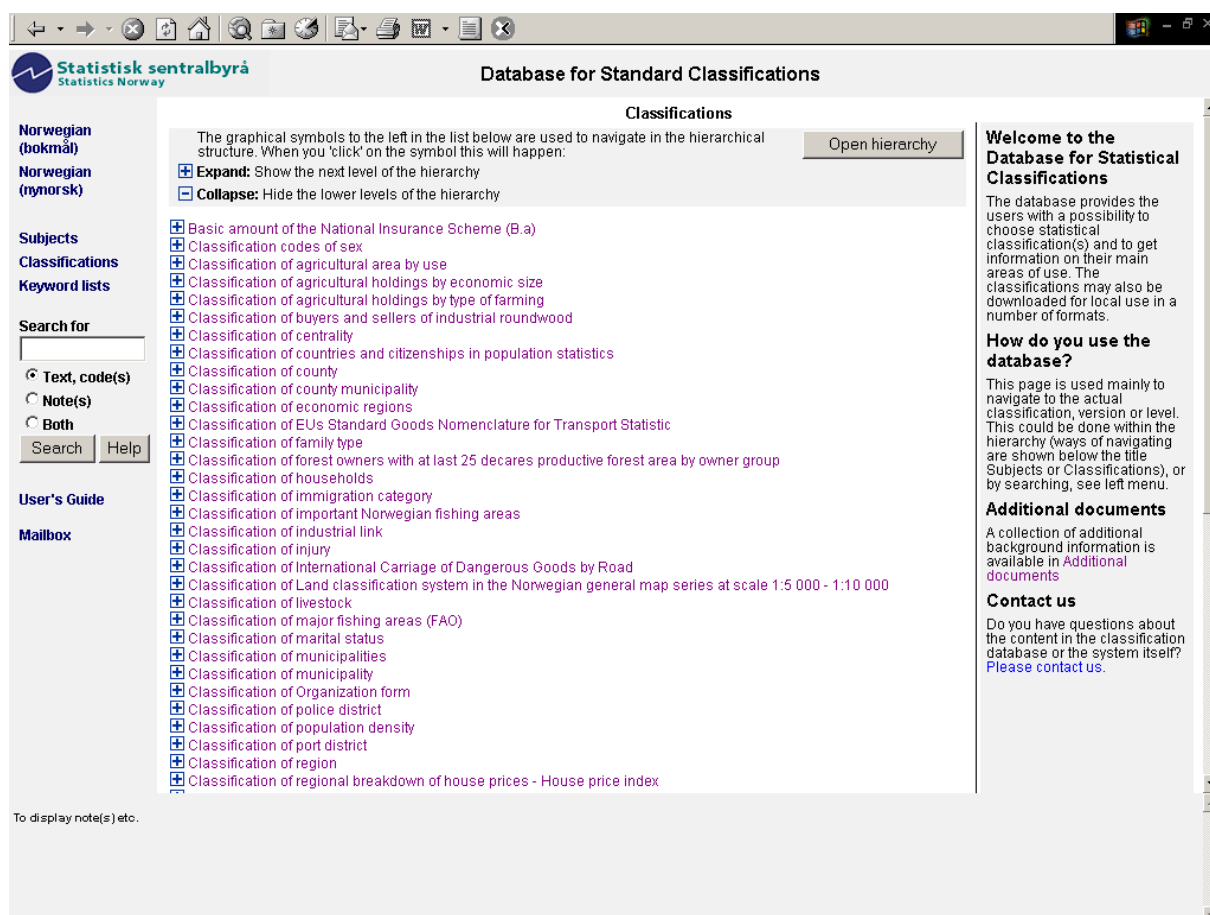 Statistisk sentralbyrå
Statistics Norway
Database for Standard Classifications
Norwegian
(bokmål)
Norwegian
(nynorsk)
Subjects
Classifications
Keyword lists
Search for
Text, code(s)
Note(s)
Both
Search
Help
User's Guide
Mailbox
Classifications
The graphical symbols to the left in the list below are used to navigate in the hierarchical
structure. When you 'click' on the symbol this will happen:
Open hierarchy
Expand: Show the next level of the hierarchy
Collapse: Hide the lower levels of the hierarchy
Basic amount of the National Insurance Scheme (B.a)
Classification codes of sex
Classification of agricultural area by use
Classification of agricultural holdings by economic size
Classification of agricultural holdings by type of farming
Classification of buyers and sellers of industrial roundwood
Classification of centrality
Classification of countries and citizenships in population statistics
Classification of county
Classification of county municipality
Classification of economic regions
Classification of EUs Standard Goods Nomenclature for Transport Statistic
Classification of family type
Classification of forest owners with at last 25 decares productive forest area by owner group
Classification of households
Classification of immigration category
Classification of important Norwegian fishing areas
Classification of industrial link
Classification of injury
Classification of International Carriage of Dangerous Goods by Road
Classification of Land classification system in the Norwegian general map series at scale 1:5 000 - 1:10 000
Classification of livestock
Classification of major fishing areas (FAO)
Classification of marital status
Classification of municipalities
Classification of municipality
Classification of Organization form
Classification of police district
Classification of population density
Classification of port district
Classification of region
Classification of regional breakdown of house prices - House price index
Welcome to the
Database for Statistical
Classifications
The database provides the
users with a possibility to
choose statistical
classification(s) and to get
information on their main
areas of use. The
classifications may also be
downloaded for local use in a
number of formats.
How do you use the
database?
This page is used mainly to
navigate to the actual
classification, version or level.
This could be done within the
hierarchy (ways of navigating
are shown below the title
Subjects or Classifications), or
by searching, see left menu.
Additional documents
A collection of additional
background information is
available in Additional
documents
Contact us
Do you have questions about
the content in the classification
database or the system itself?
Please contact us.
To display note(s) etc.